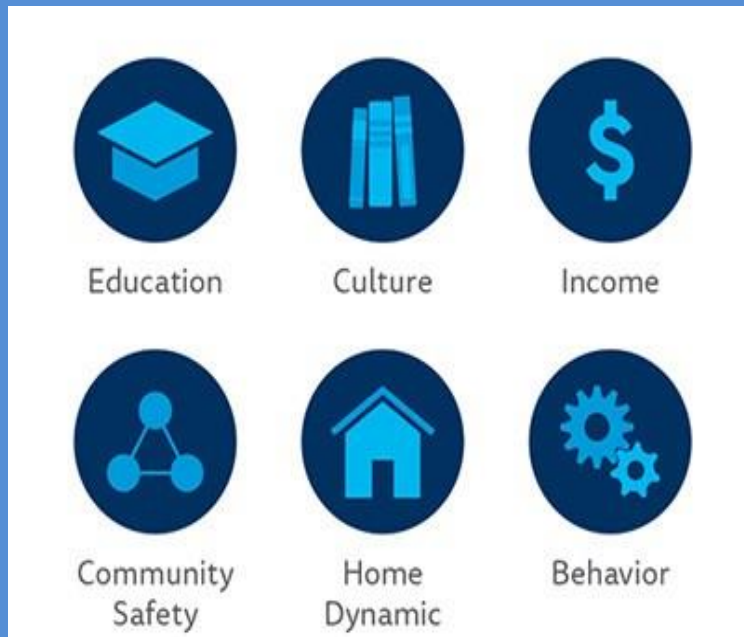 Education
Culture
Income
Community
Safety
Home
Dynamic
Behavior